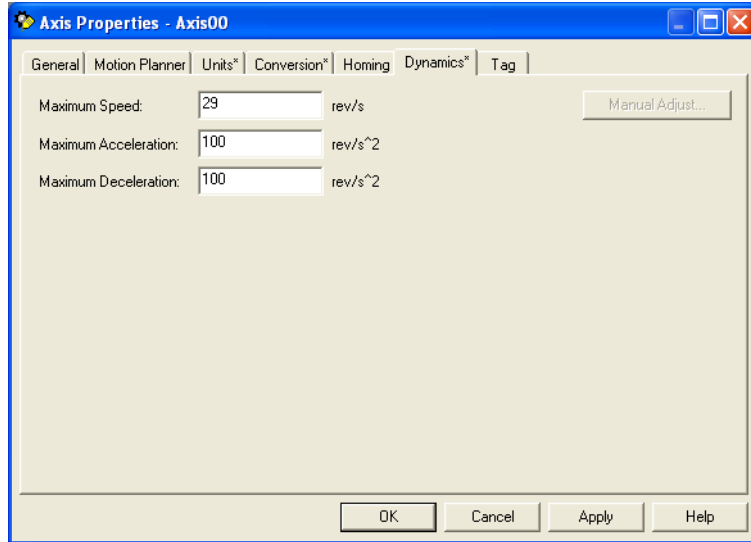 Axis Properties - Axis00
General Motion Planner Units* Conversion* Homing Dynamics* Tag
Maximum Speed: 29 rev/s Manual Adjust...
Maximum Acceleration: 100 rev/s^2
Maximum Deceleration: 100 rev/s^2
OK Cancel Apply Help